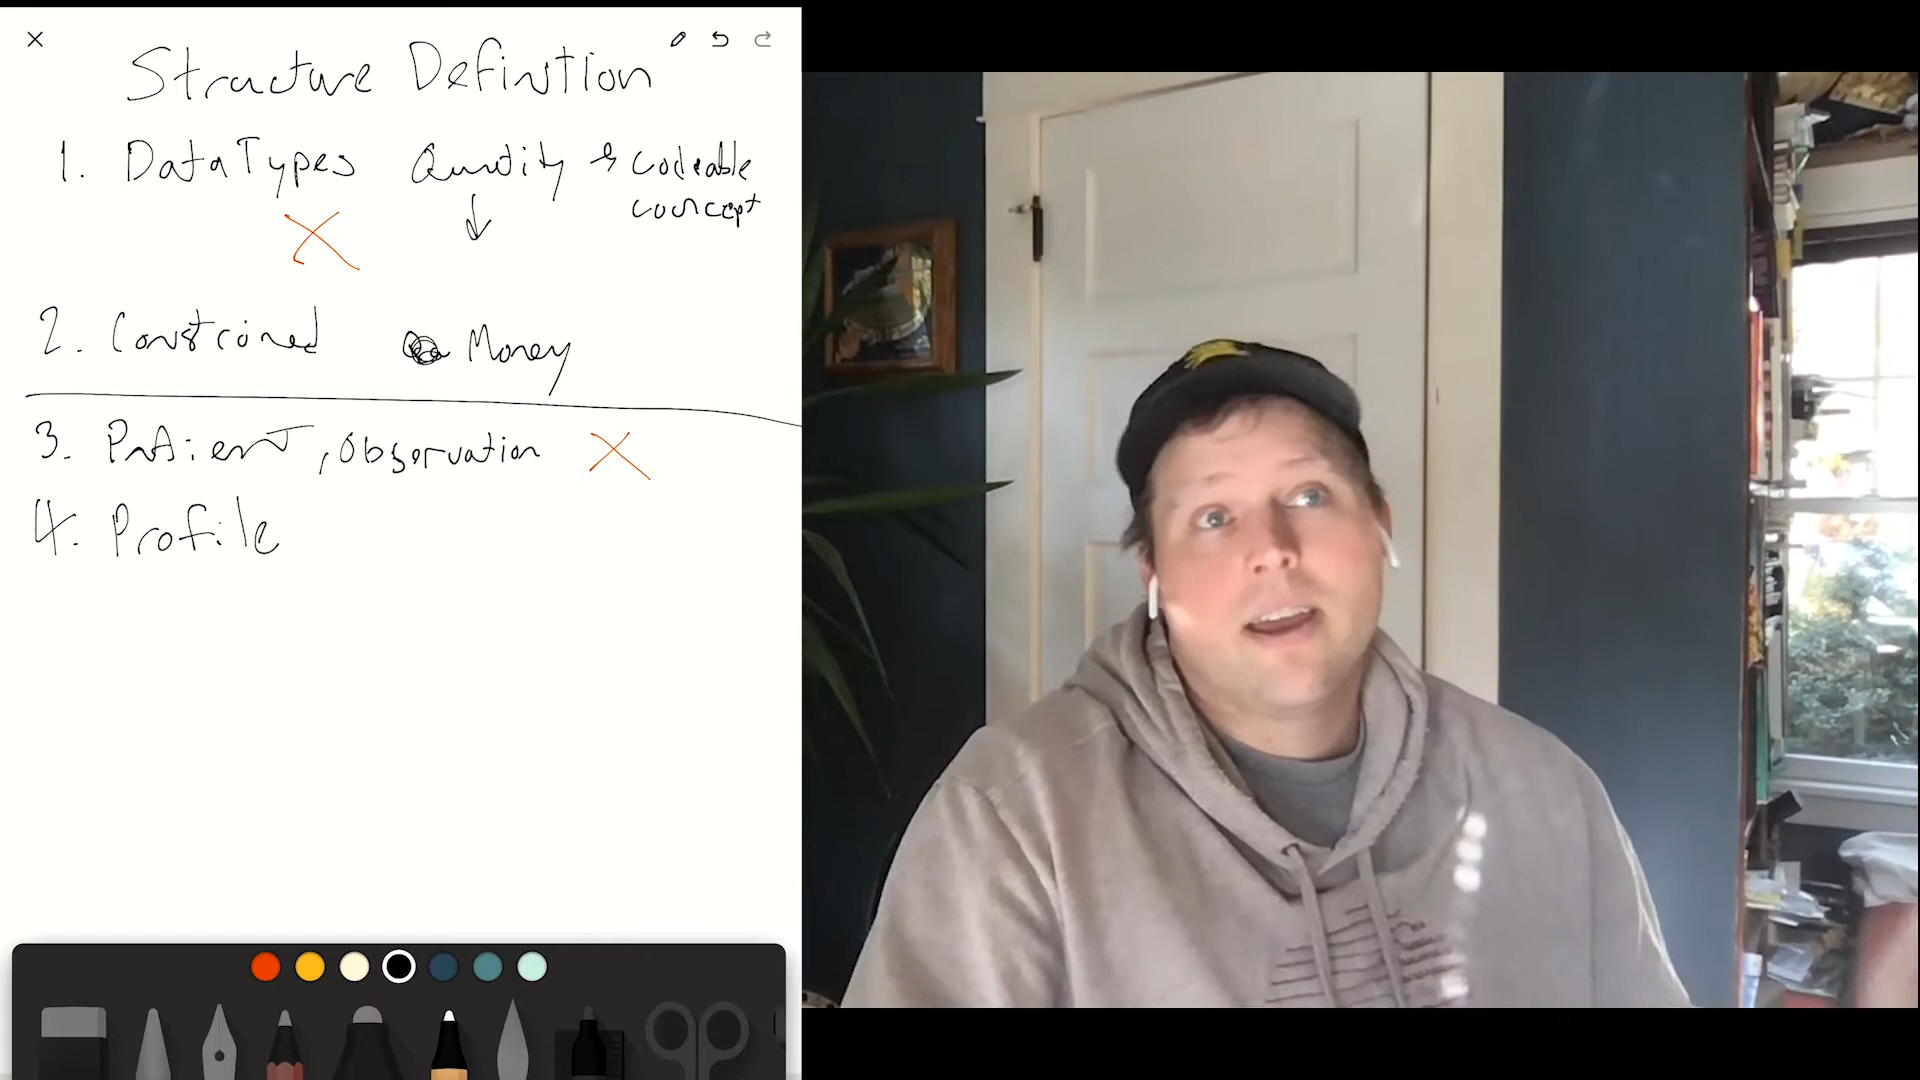 Structure Definition
1. DataTypes Quantity & Codeable
concept
2. Constrained Money
3. Patient, Observation
4. Profile